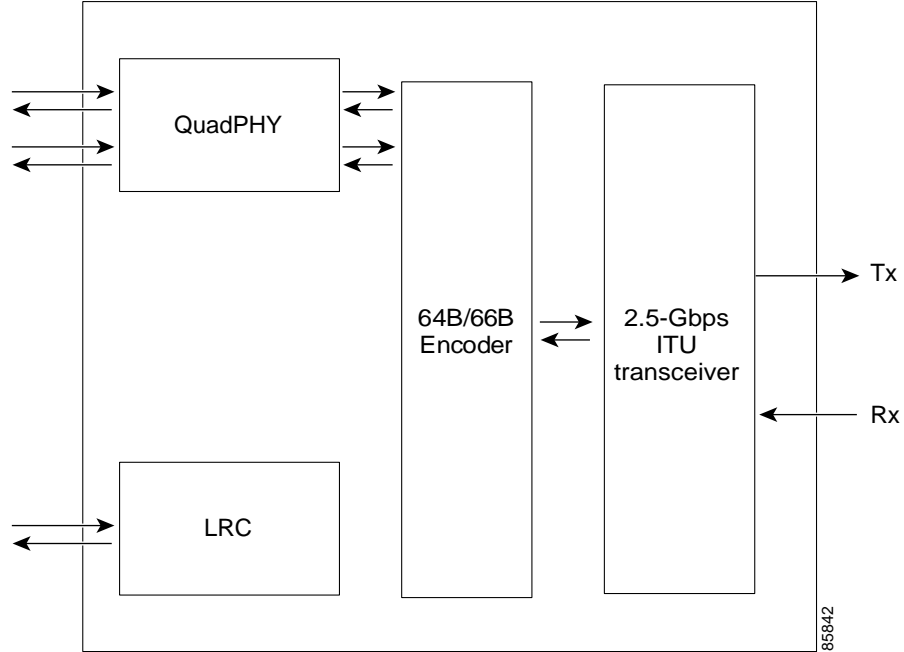 QuadPHY
64B/66B
Encoder
2.5-Gbps
ITU
transceiver
Tx
Rx
LRC
85842